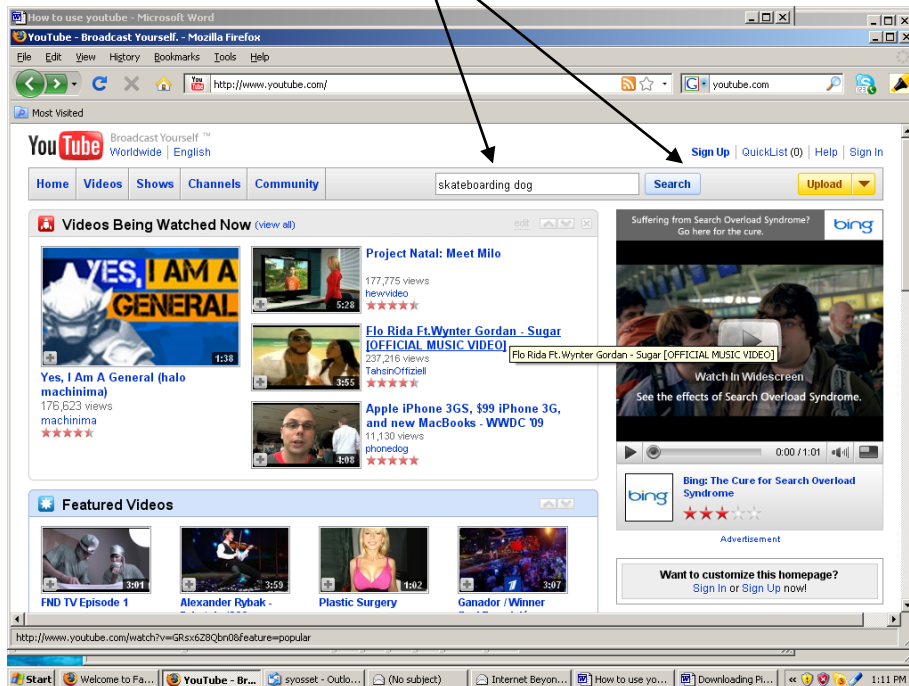 How to use youtube - Microsoft Word
YouTube - Broadcast Yourself. - Mozilla Firefox
File Edit View History Bookmarks Tools Help
http://www.youtube.com/
youtube.com
Most Visited
YouTube Broadcast Yourself ™
Worldwide | English
Sign Up | QuickList (0) | Help | Sign In
Home Videos Shows Channels Community
skateboarding dog
Search
Upload
Videos Being Watched Now (view all)
edit
YES, I AM A
GENERAL
1:38
Yes, I Am A General (halo
machinima)
176,623 views
machinima
5:28
Project Natal: Meet Milo
177,775 views
hewvideo
3:55
Flo Rida Ft.Wynter Gordan - Sugar
[OFFICIAL MUSIC VIDEO]
Flo Rida Ft.Wynter Gordan - Sugar [OFFICIAL MUSIC VIDEO]
237,216 views
TahsinOffiziell
4:08
Apple iPhone 3GS, $99 iPhone 3G,
and new MacBooks - WWDC '09
11,130 views
phonedog
Suffering from Search Overload Syndrome?
Go here for the cure.
bing
Watch In Widescreen
See the effects of Search Overload Syndrome.
0:00 / 1:01
bing
Bing: The Cure for Search Overload
Syndrome
Advertisement
Want to customize this homepage?
Sign In or Sign Up now!
Featured Videos
3:01
3:59
1:02
3:07
FND TV Episode 1
Alexander Rybak -
Plastic Surgery
Ganador / Winner
http://www.youtube.com/watch?v=GRsx6Z8Qbn0&feature=popular
Start
Welcome to Fa...
YouTube - Br...
syosset - Outlo...
(No subject)
Internet Beyon...
How to use yo...
Downloading Pi...
1:11 PM